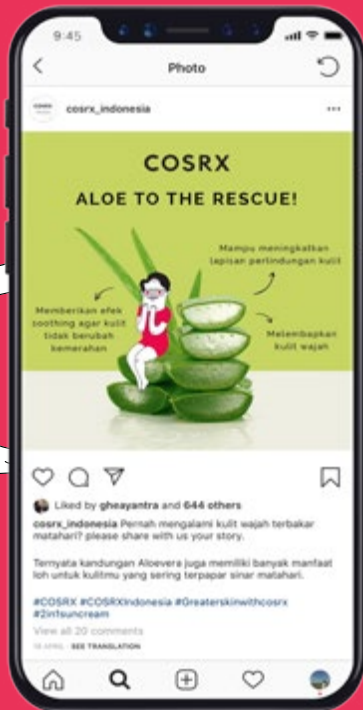 9:45
Photo
cosrx_indonesia
COSRX
ALOE TO THE RESCUE!
Mampu meningkatkan
lapisan perlindungan kulit
Memberikan efek
soothing agar kulit
tidak berubah
kemerahan
Melembapkan
kulit wajah
Liked by gheayantra and 644 others
cosrx_indonesia Pernah mengalami kulit wajah terbakar
matahari? please share with us your story.
Ternyata kandungan Aloevera juga memiliki banyak manfaat
loh untuk kulitmu yang sering terpapar sinar matahari.
#COSRX #COSRXIndonesia #Greaterskinwithcosrx
#2in1suncream
View all 20 comments
APRIL · SEE TRANSLATION